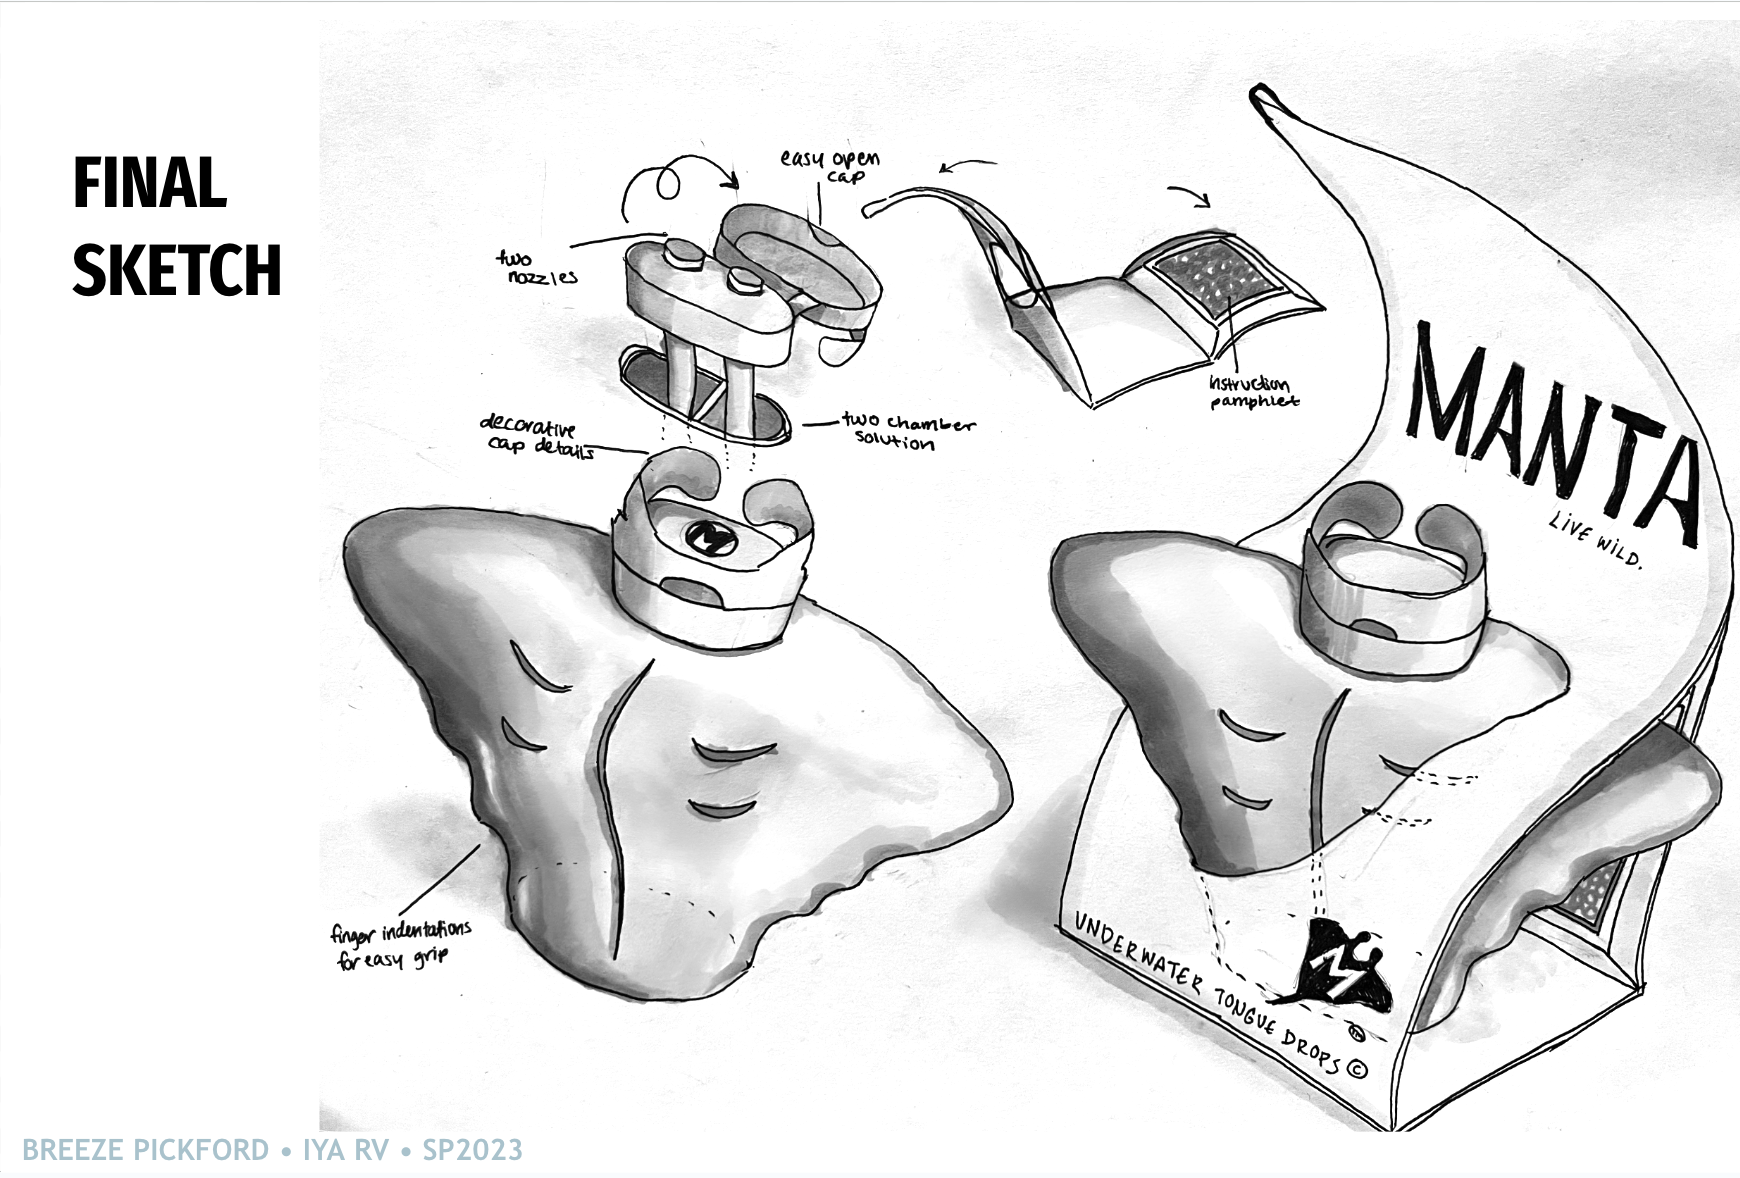 FINAL
SKETCH
easy open
cap
two
nozzles
instruction
pamphlet
decorative
cap details
two chamber
solution
M
MANTA
LIVE WILD.
finger indentations
for easy grip
M
UNDERWATER TONGUE DROPS ©
TM
BREEZE PICKFORD • IYA RV • SP2023